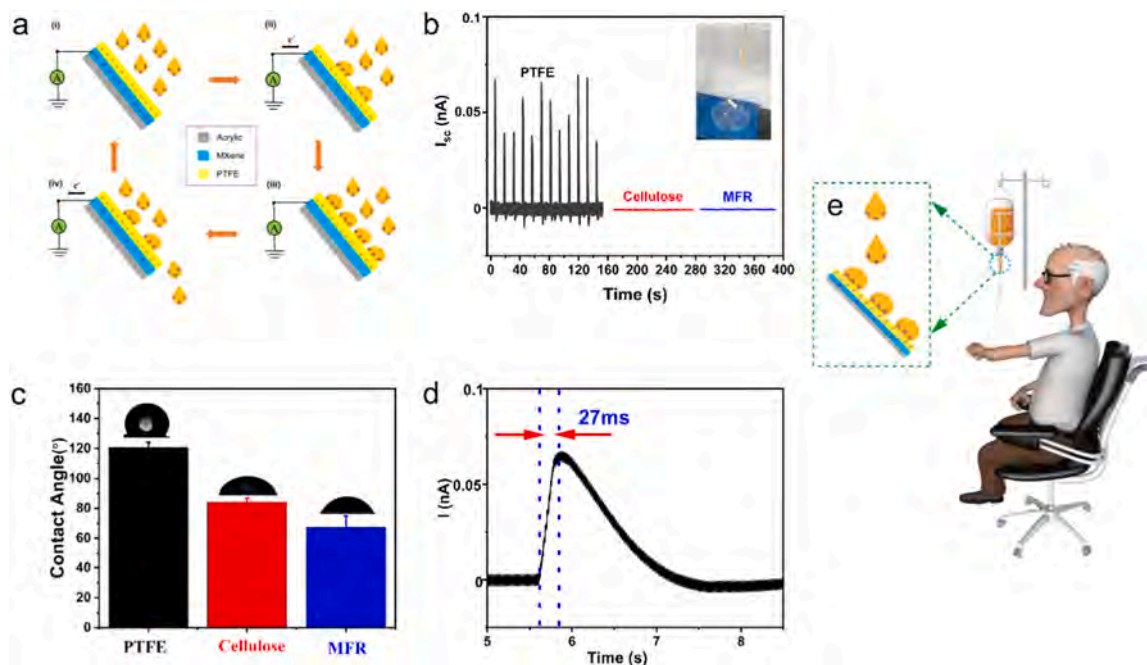 a
(i)
(ii)
e-
A
A
Acrylic
MXene
PTFE
(iv)
e-
(iii)
A
A
b
0.1
0.05
0
Isc (nA)
PTFE
Cellulose
MFR
0 40 80 120 160 200 240 280 320 360 400
Time (s)
c
160
140
120
100
80
60
40
20
0
Contact Angle(°)
PTFE
Cellulose
MFR
d
0.1
0.05
0
I (nA)
27ms
5 6 7 8
Time (s)
e